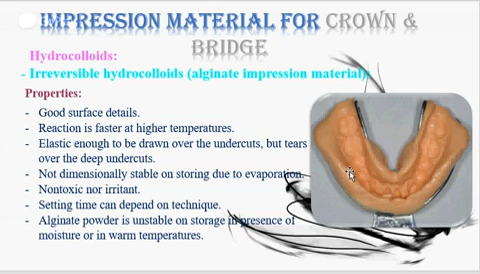 IMPRESSION MATERIAL FOR CROWN &
BRIDGE
Hydrocolloids:
- Irreversible hydrocolloids (alginate impression material):
Properties:
- Good surface details.
- Reaction is faster at higher temperatures.
- Elastic enough to be drawn over the undercuts, but tears
over the deep undercuts.
- Not dimensionally stable on storing due to evaporation.
- Nontoxic nor irritant.
- Setting time can depend on technique.
- Alginate powder is unstable on storage in presence of
moisture or in warm temperatures.